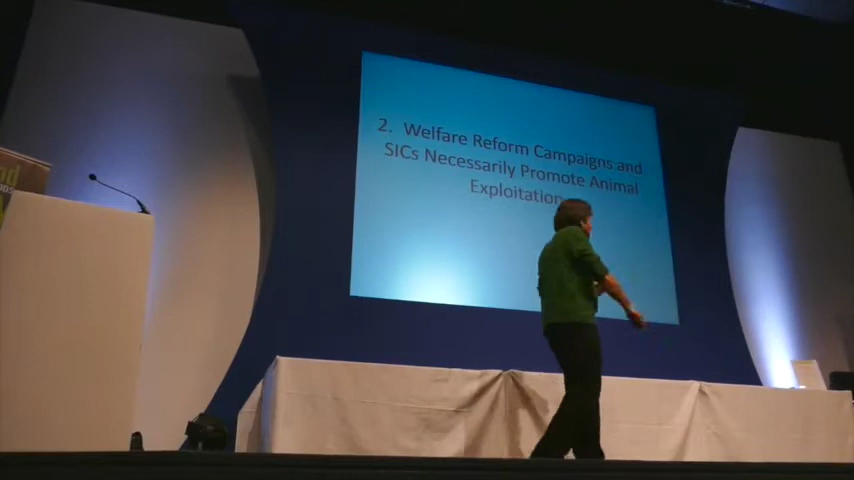 2. Welfare Reform Campaigns and
SICs Necessarily Promote Animal
Exploitation